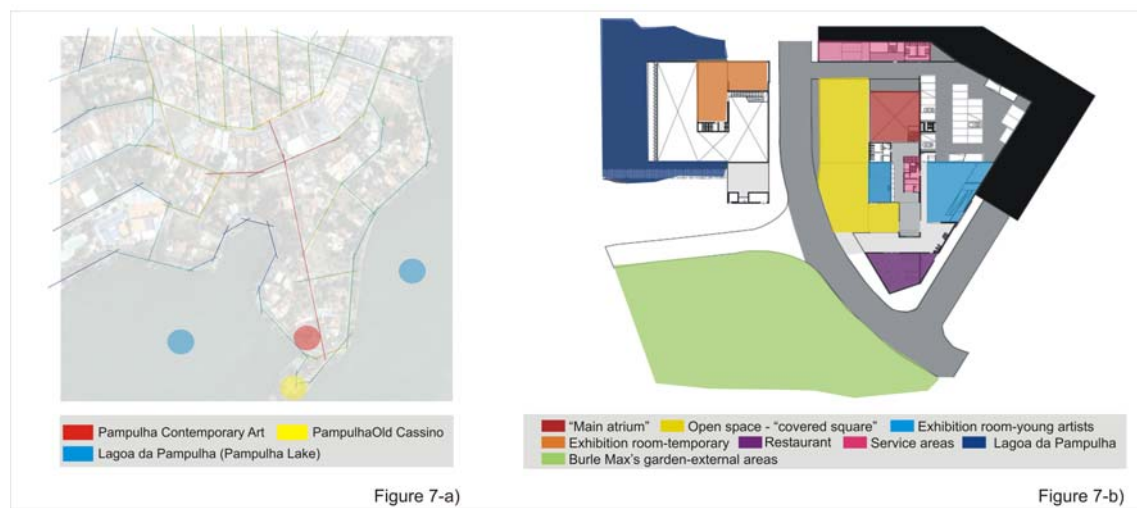 Pampulha Contemporary Art PampulhaOld Cassino
Lagoa da Pampulha (Pampulha Lake)
Figure 7-a)
“Main atrium” Open space - “covered square” Exhibition room-young artists
Exhibition room-temporary Restaurant Service areas Lagoa da Pampulha
Burle Max’s garden-external areas
Figure 7-b)